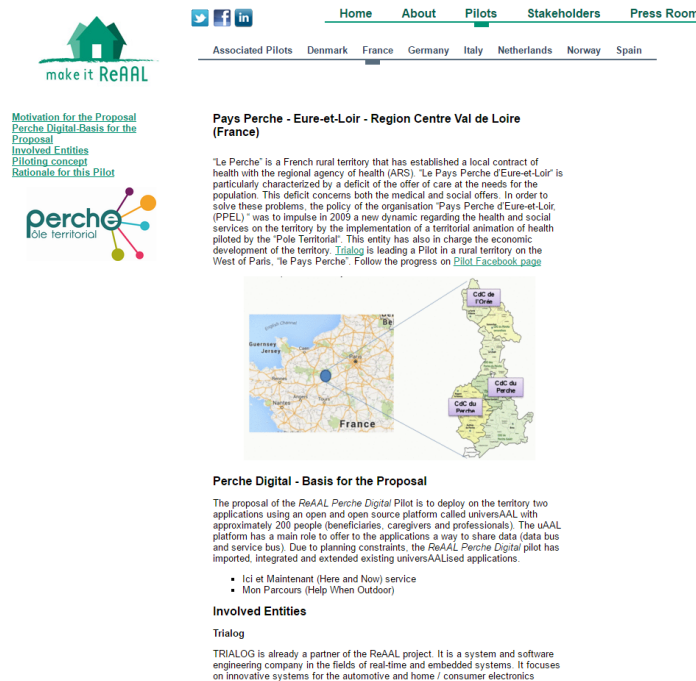 Home About Pilots Stakeholders Press Room
Associated Pilots Denmark France Germany Italy Netherlands Norway Spain
make it ReAAL
Motivation for the Proposal
Perche Digital-Basis for the
Proposal
Involved Entities
Piloting concept
Rationale for this Pilot
perche
pôle territorial
Pays Perche - Eure-et-Loir - Region Centre Val de Loire
(France)
“Le Perche” is a French rural territory that has established a local contract of
health with the regional agency of health (ARS). “Le Pays Perche d’Eure-et-Loir“ is
particularly characterized by a deficit of the offer of care at the needs for the
population. This deficit concerns both the medical and social offers. In order to
solve these problems, the policy of the organisation “Pays Perche d’Eure-et-Loir,
(PPEL) “ was to impulse in 2009 a new dynamic regarding the health and social
services on the territory by the implementation of a territorial animation of health
piloted by the “Pole Territorial“. This entity has also in charge the economic
development of the territory. Trialog is leading a Pilot in a rural territory on the
West of Paris, “le Pays Perche”. Follow the progress on Pilot Facebook page
English Channel
Guernsey
Jersey
Caen
Paris
Rennes
Nantes
Angers
Tours
France
CdC de
l'Orée
CdC du
Perche
CdC du
Perche
Perche Digital - Basis for the Proposal
The proposal of the ReAAL Perche Digital Pilot is to deploy on the territory two
applications using an open and open source platform called universAAL with
approximately 200 people (beneficiaries, caregivers and professionals). The uAAL
platform has a main role to offer to the applications a way to share data (data bus
and service bus). Due to planning constraints, the ReAAL Perche Digital pilot has
imported, integrated and extended existing universAALised applications.
Ici et Maintenant (Here and Now) service
Mon Parcours (Help When Outdoor)
Involved Entities
Trialog
TRIALOG is already a partner of the ReAAL project. It is a system and software
engineering company in the fields of real-time and embedded systems. It focuses
on innovative systems for the automotive and home / consumer electronics